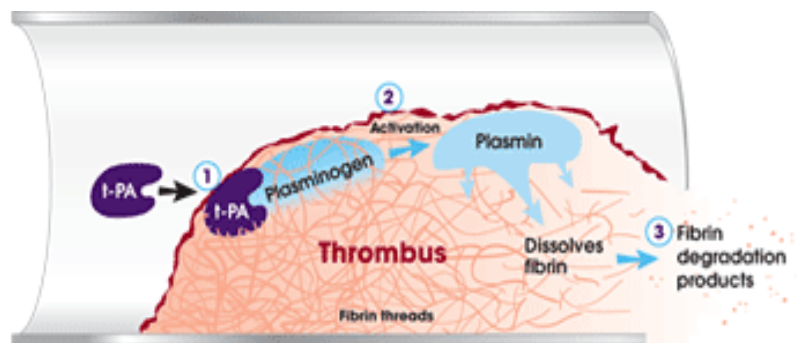 2
Activation
1
t-PA
t-PA
Plasminogen
Plasmin
Thrombus
Dissolves
fibrin
3 Fibrin
degradation
products
Fibrin threads